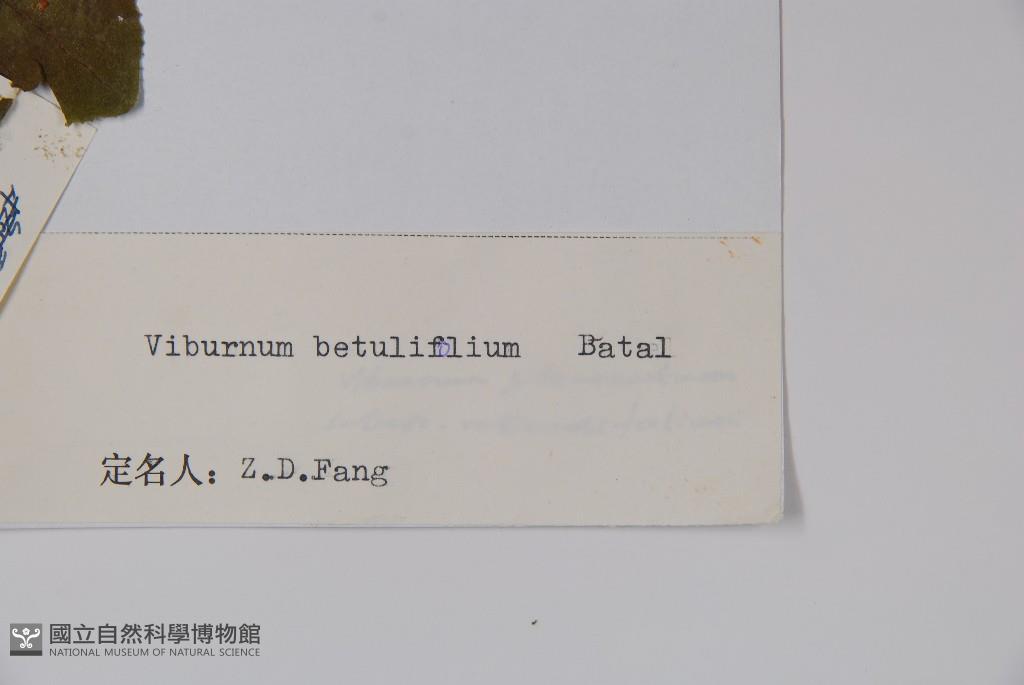 Viburnum betulifolium Batal
定名人: Z.D.Fang
國立自然科學博物館
NATIONAL MUSEUM OF NATURAL SCIENCE